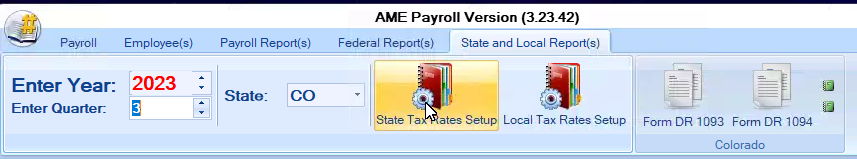 AME Payroll Version (3.23.42)
Payroll Employee(s) Payroll Report(s) Federal Report(s) State and Local Report(s)
Enter Year: 2023
Enter Quarter: 3
State: CO
State Tax Rates Setup
Local Tax Rates Setup
Form DR 1093
Form DR 1094
Colorado